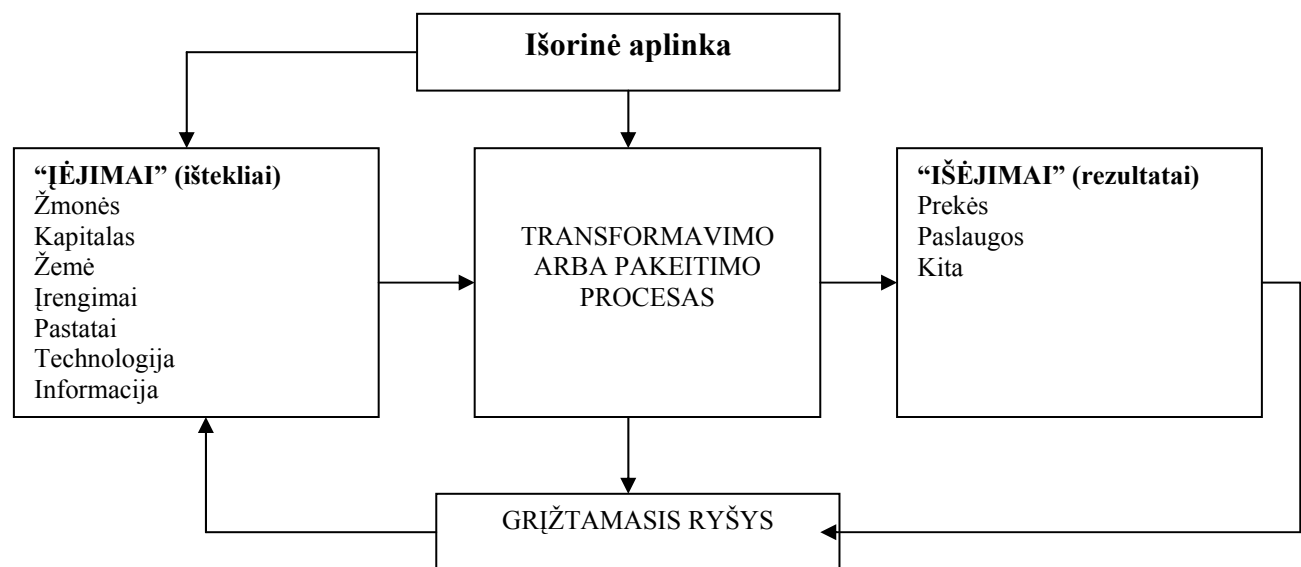 Išorinė aplinka
“ĮĖJIMAI” (ištekliai)
Žmonės
Kapitalas
Žemė
Įrengimai
Pastatai
Technologija
Informacija
TRANSFORMAVIMO
ARBA PAKEITIMO
PROCESAS
“IŠĖJIMAI” (rezultatai)
Prekės
Paslaugos
Kita
GRĮŽTAMASIS RYŠYS